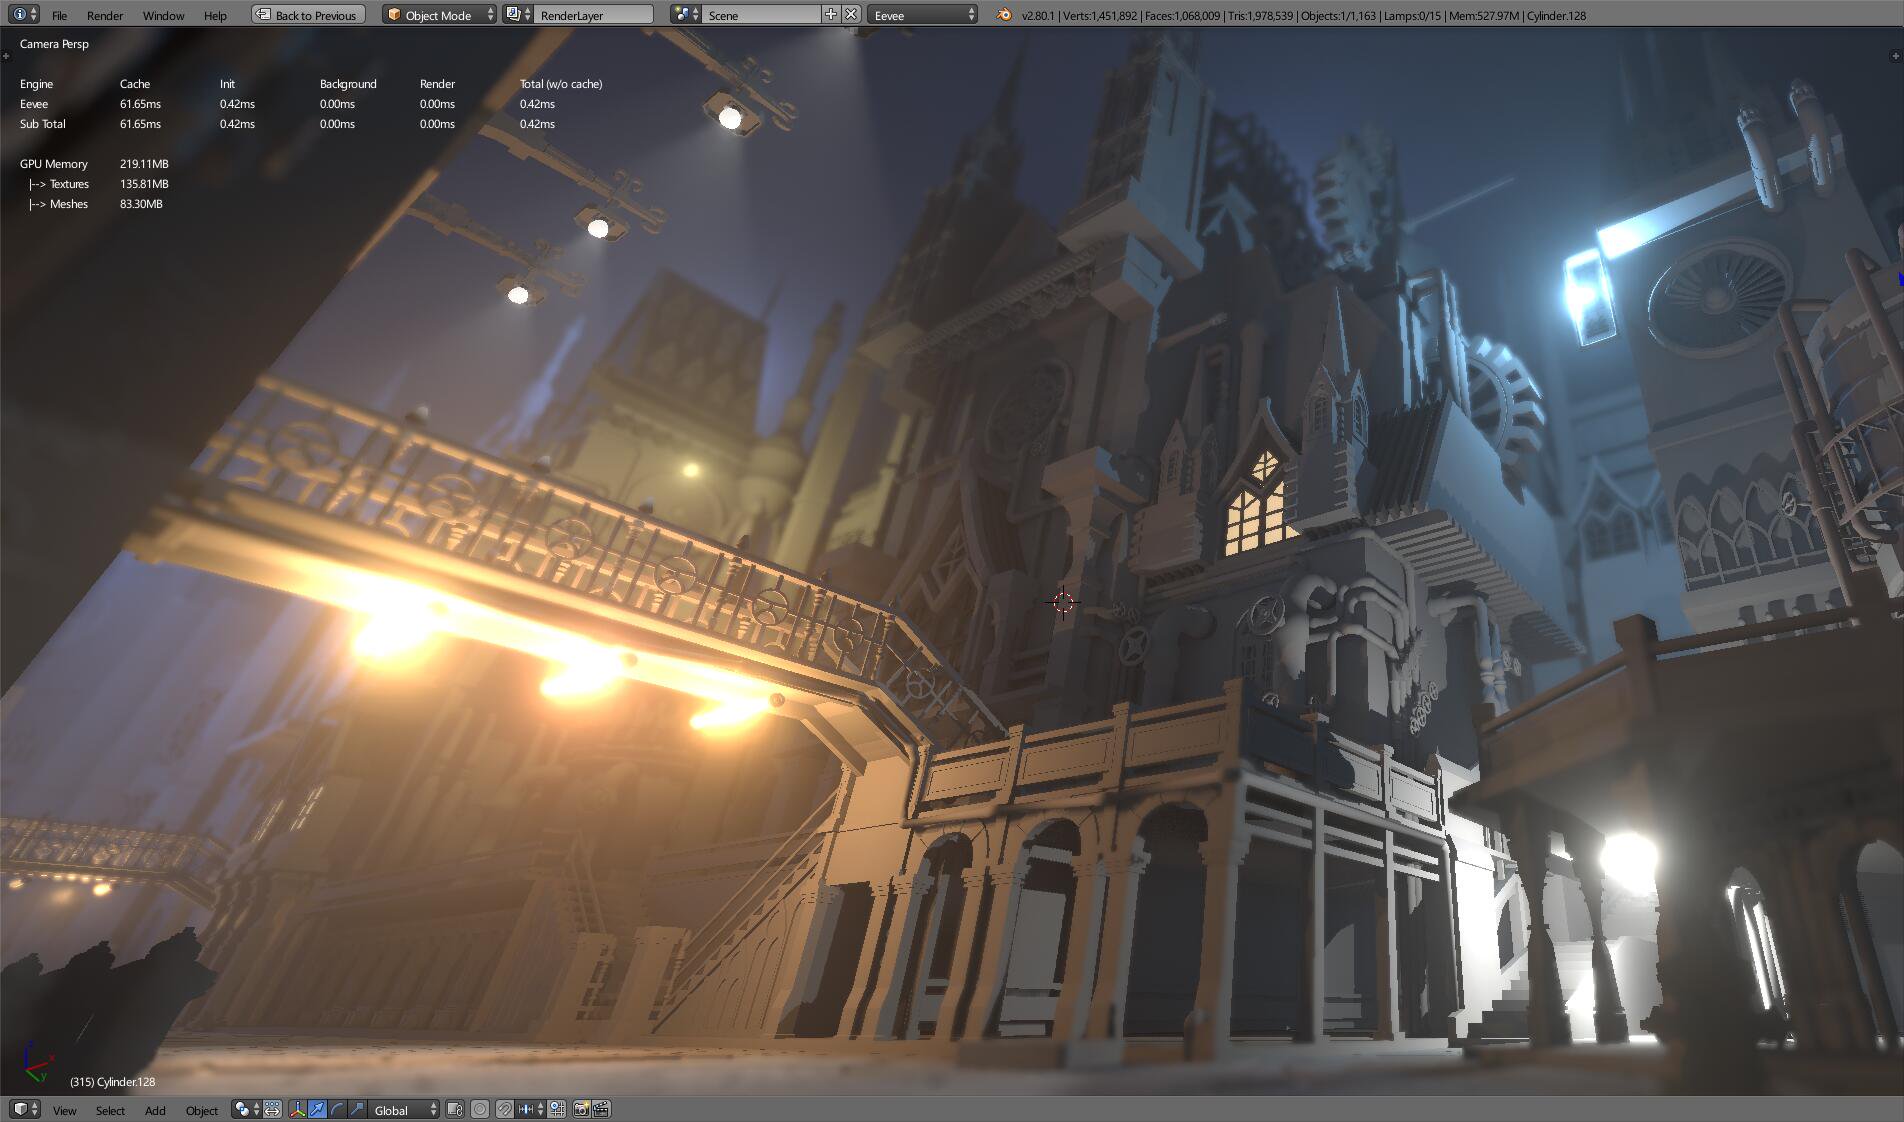 File Render Window Help Back to Previous Object Mode RenderLayer Scene Eevee v2.80.1 | Verts:1,451,892 | Faces:1,068,009 | Tris:1,978,539 | Objects:1/1,163 | Lamps:0/15 | Mem:527.97M | Cylinder.128
Camera Persp
Engine Cache Init Background Render Total (w/o cache)
Eevee 61.65ms 0.42ms 0.00ms 0.00ms 0.42ms
Sub Total 61.65ms 0.42ms 0.00ms 0.00ms 0.42ms
GPU Memory 219.11MB
|--> Textures 135.81MB
|--> Meshes 83.30MB
z
x
y
(315) Cylinder.128
View Select Add Object Global